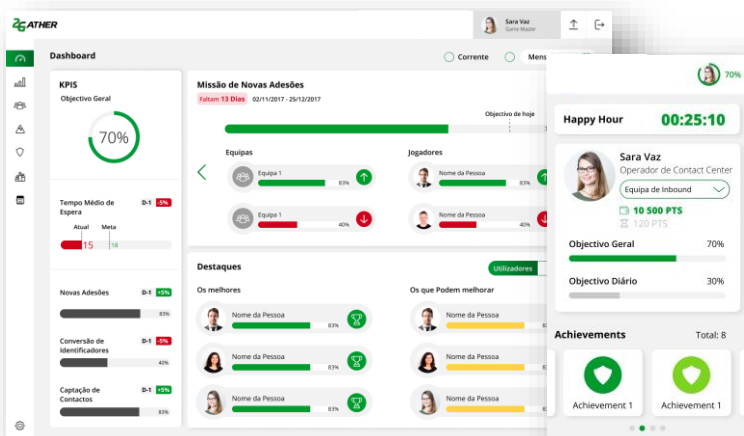 2GATHER
Sara Vaz
Game Master
Dashboard
Corrente
Mens
KPIS
Objectivo Geral
70%
Tempo Médio de
Espera
D-1 -5%
Atual Meta
15 18
Novas Adesões D-1 +5%
83%
Conversão de
Identificadores
D-1 -5%
40%
Captação de
Contactos
D-1 +5%
83%
Missão de Novas Adesões
Faltam 13 Dias 02/11/2017 - 25/12/2017
Objectivo de hoje
Equipas
Equipa 1
83%
Equipa 1
40%
Jogadores
Nome da Pessoa
83%
Nome da Pessoa
40%
Destaques
Utilizadores
Os melhores
Nome da Pessoa
83%
Nome da Pessoa
83%
Nome da Pessoa
83%
Os que Podem melhorar
Nome da Pessoa
Nome da Pessoa
Nome da Pessoa
70%
Happy Hour 00:25:10
Sara Vaz
Operador de Contact Center
Equipa de Inbound
10 500 PTS
120 PTS
Objectivo Geral 70%
Objectivo Diário 30%
Achievements Total: 8
Achievement 1
Achievement 1